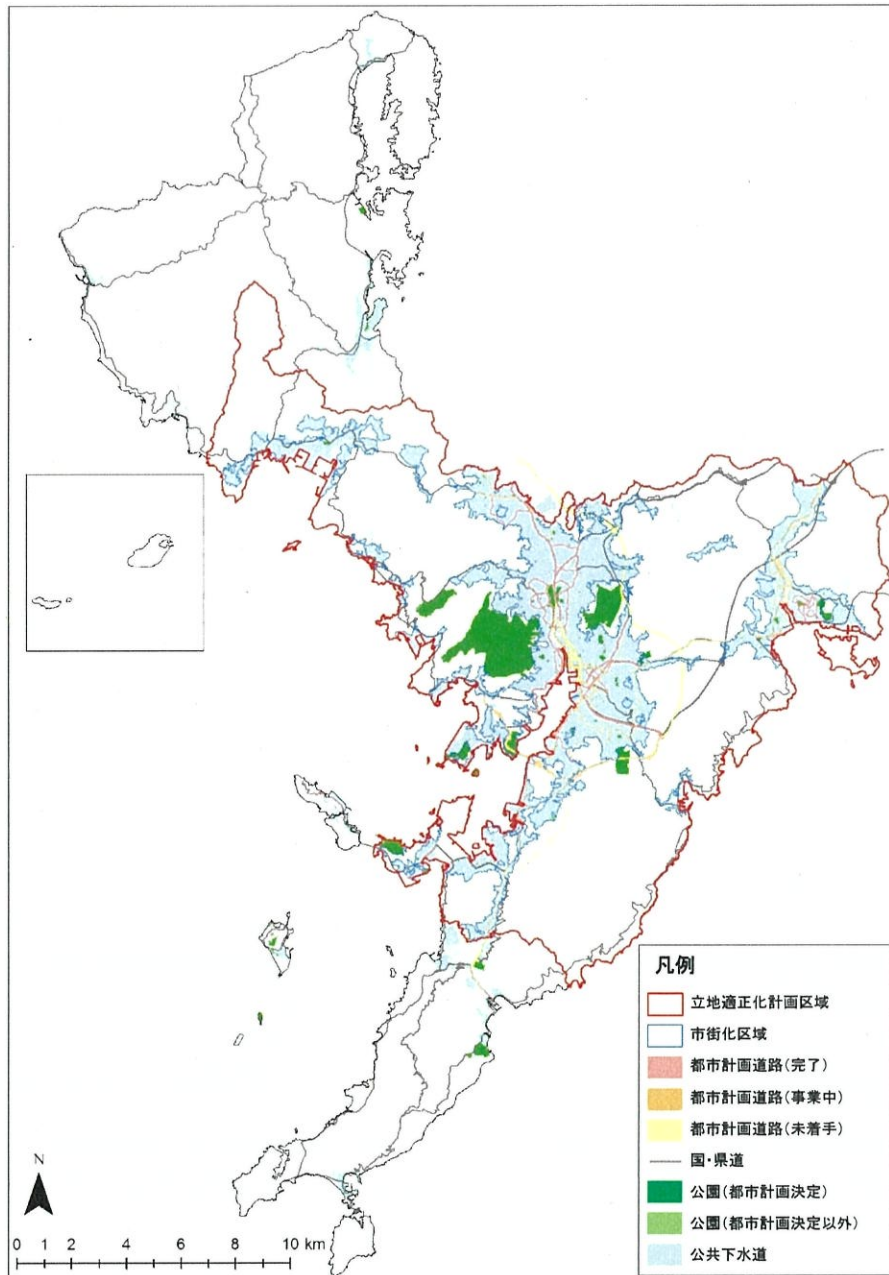 凡例
立地適正化計画区域
市街化区域
都市計画道路(完了)
都市計画道路(事業中)
都市計画道路(未着手)
国・県道
公園(都市計画決定)
公園(都市計画決定以外)
公共下水道
N
0 1 2 4 6 8 10 km